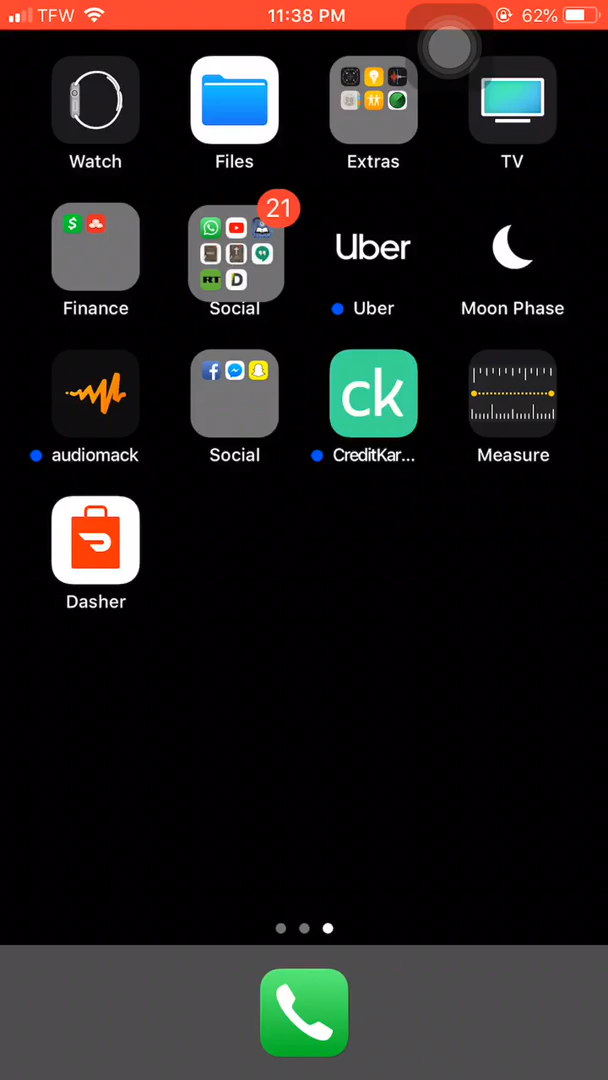 TFW 11:38 PM 62%
Watch Files Extras TV
21
Uber
Finance Social Uber Moon Phase
ck
audiomack Social CreditKar... Measure
Dasher